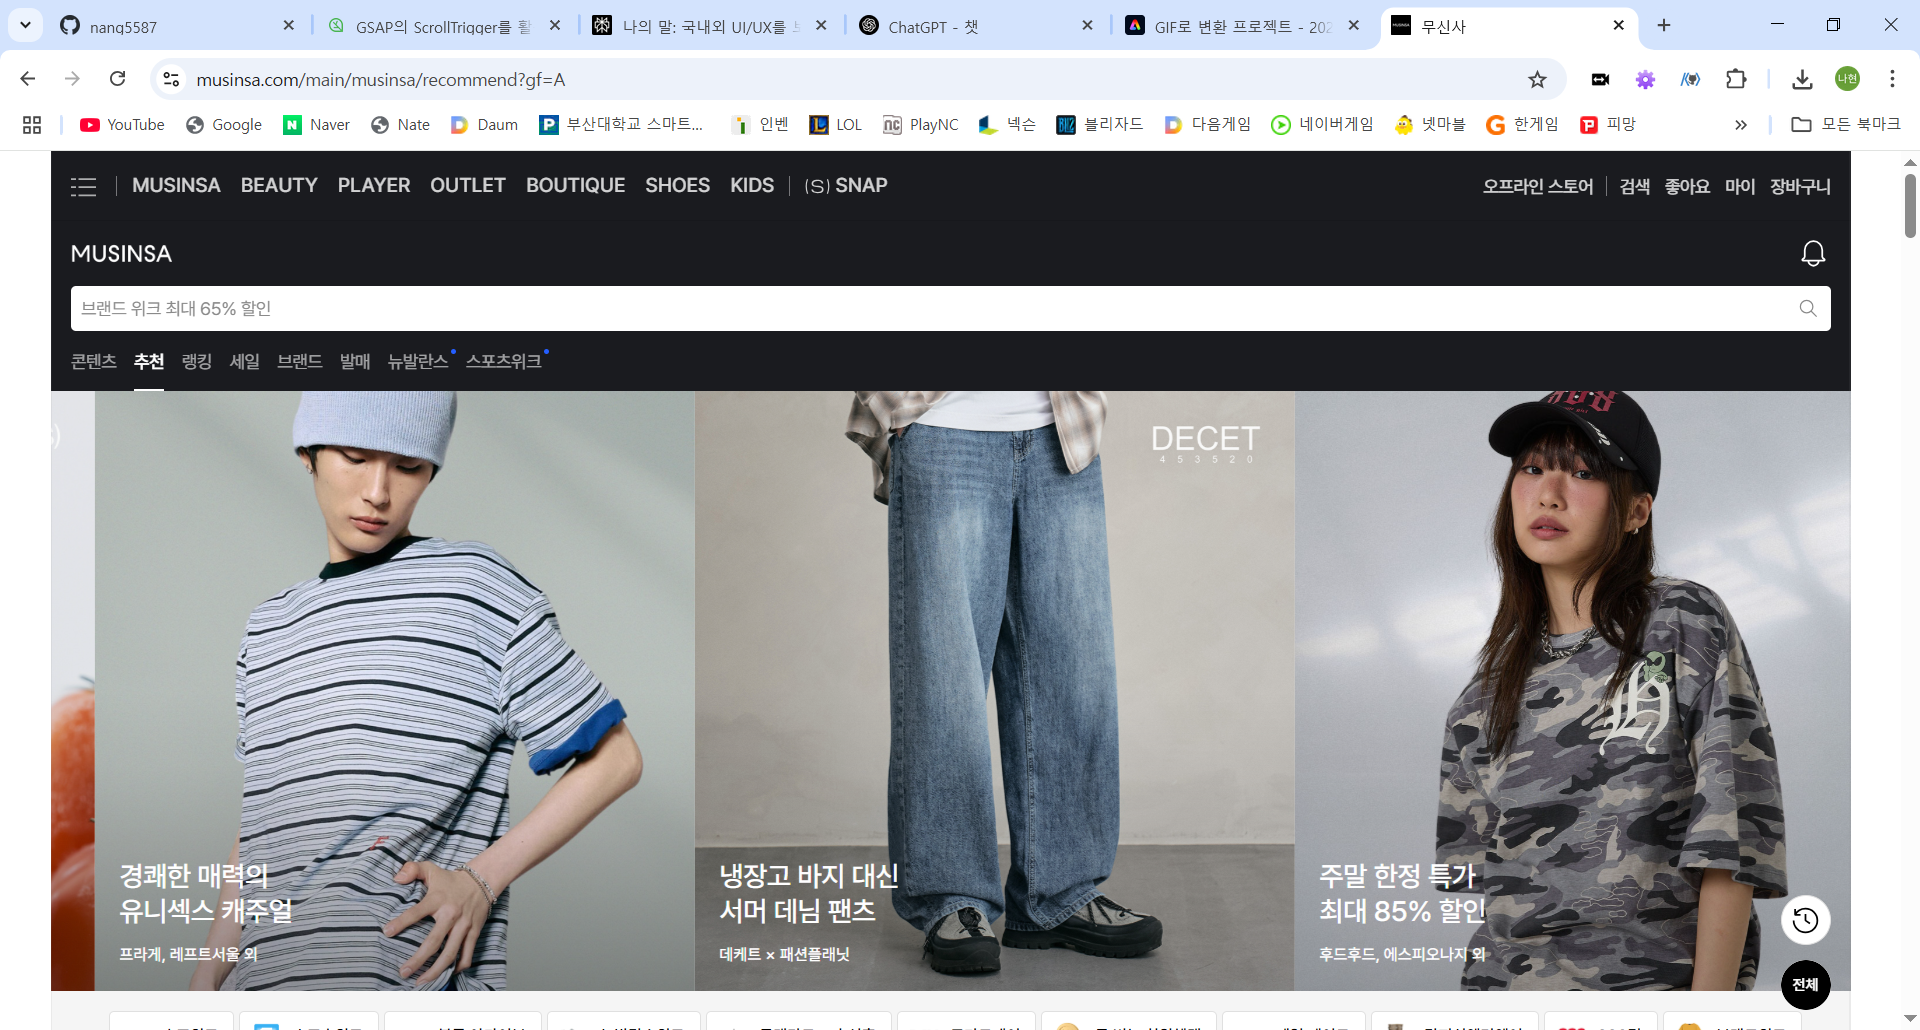 nang5587
GSAP의 ScrollTrigger를 활
나의 말: 국내외 UI/UX를
ChatGPT - 챗
GIF로 변환 프로젝트 - 202
무신사
musinsa.com/main/musinsa/recommend?gf=A
나현
YouTube
Google
Naver
Nate
Daum
부산대학교 스마트...
인벤
LOL
PlayNC
넥슨
블리자드
다음게임
네이버게임
넷마블
한게임
피망
모든 북마크
MUSINSA BEAUTY PLAYER OUTLET BOUTIQUE SHOES KIDS (S) SNAP
오프라인 스토어 검색 좋아요 마이 장바구니
MUSINSA
브랜드 위크 최대 65% 할인
콘텐츠 추천 랭킹 세일 브랜드 발매 뉴발란스 스포츠위크
DECET
453520
경쾌한 매력의
유니섹스 캐주얼
프라게, 레프트서울 외
냉장고 바지 대신
서머 데님 팬츠
데케트 × 패션플래닛
주말 한정 특가
최대 85% 할인
후드후드, 에스피오나지 외
전체